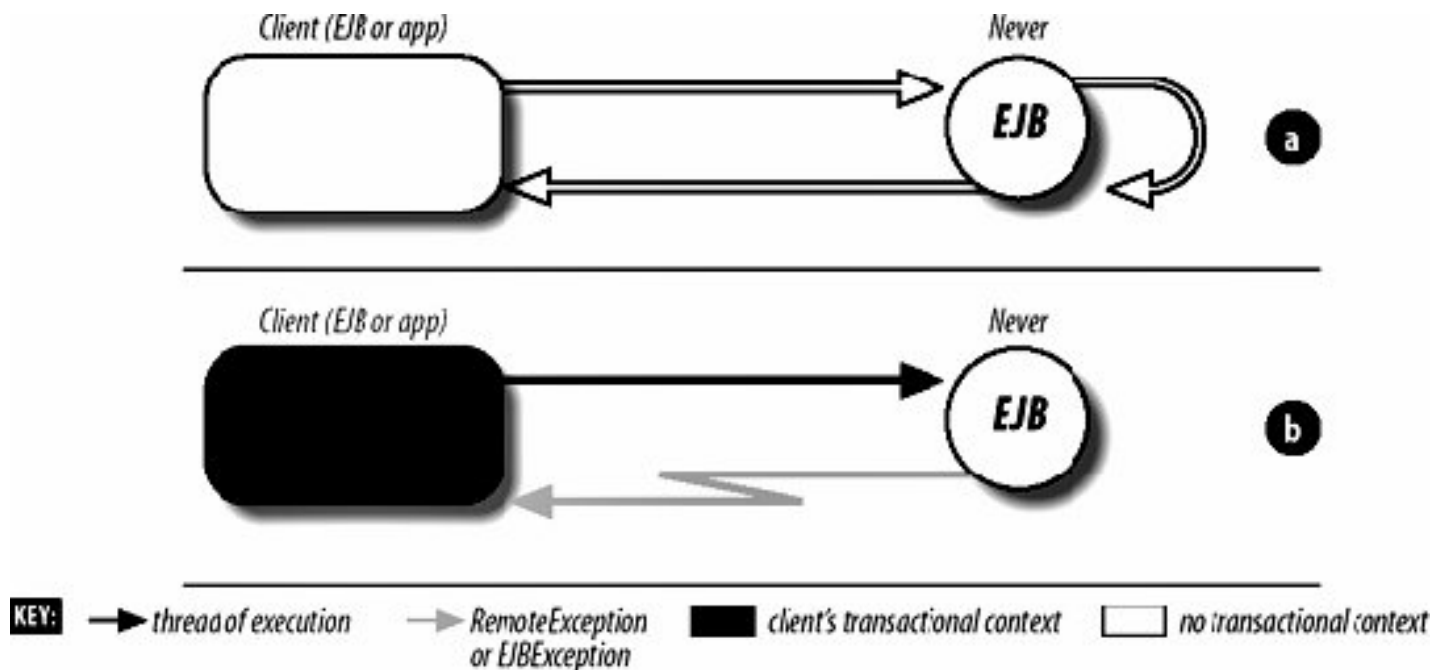 Client (EJB or app) Never
EJB
a
Client (EJB or app) Never
EJB
b
KEY: thread of execution RemoteException client's transactional context no transactional context
or EJBException